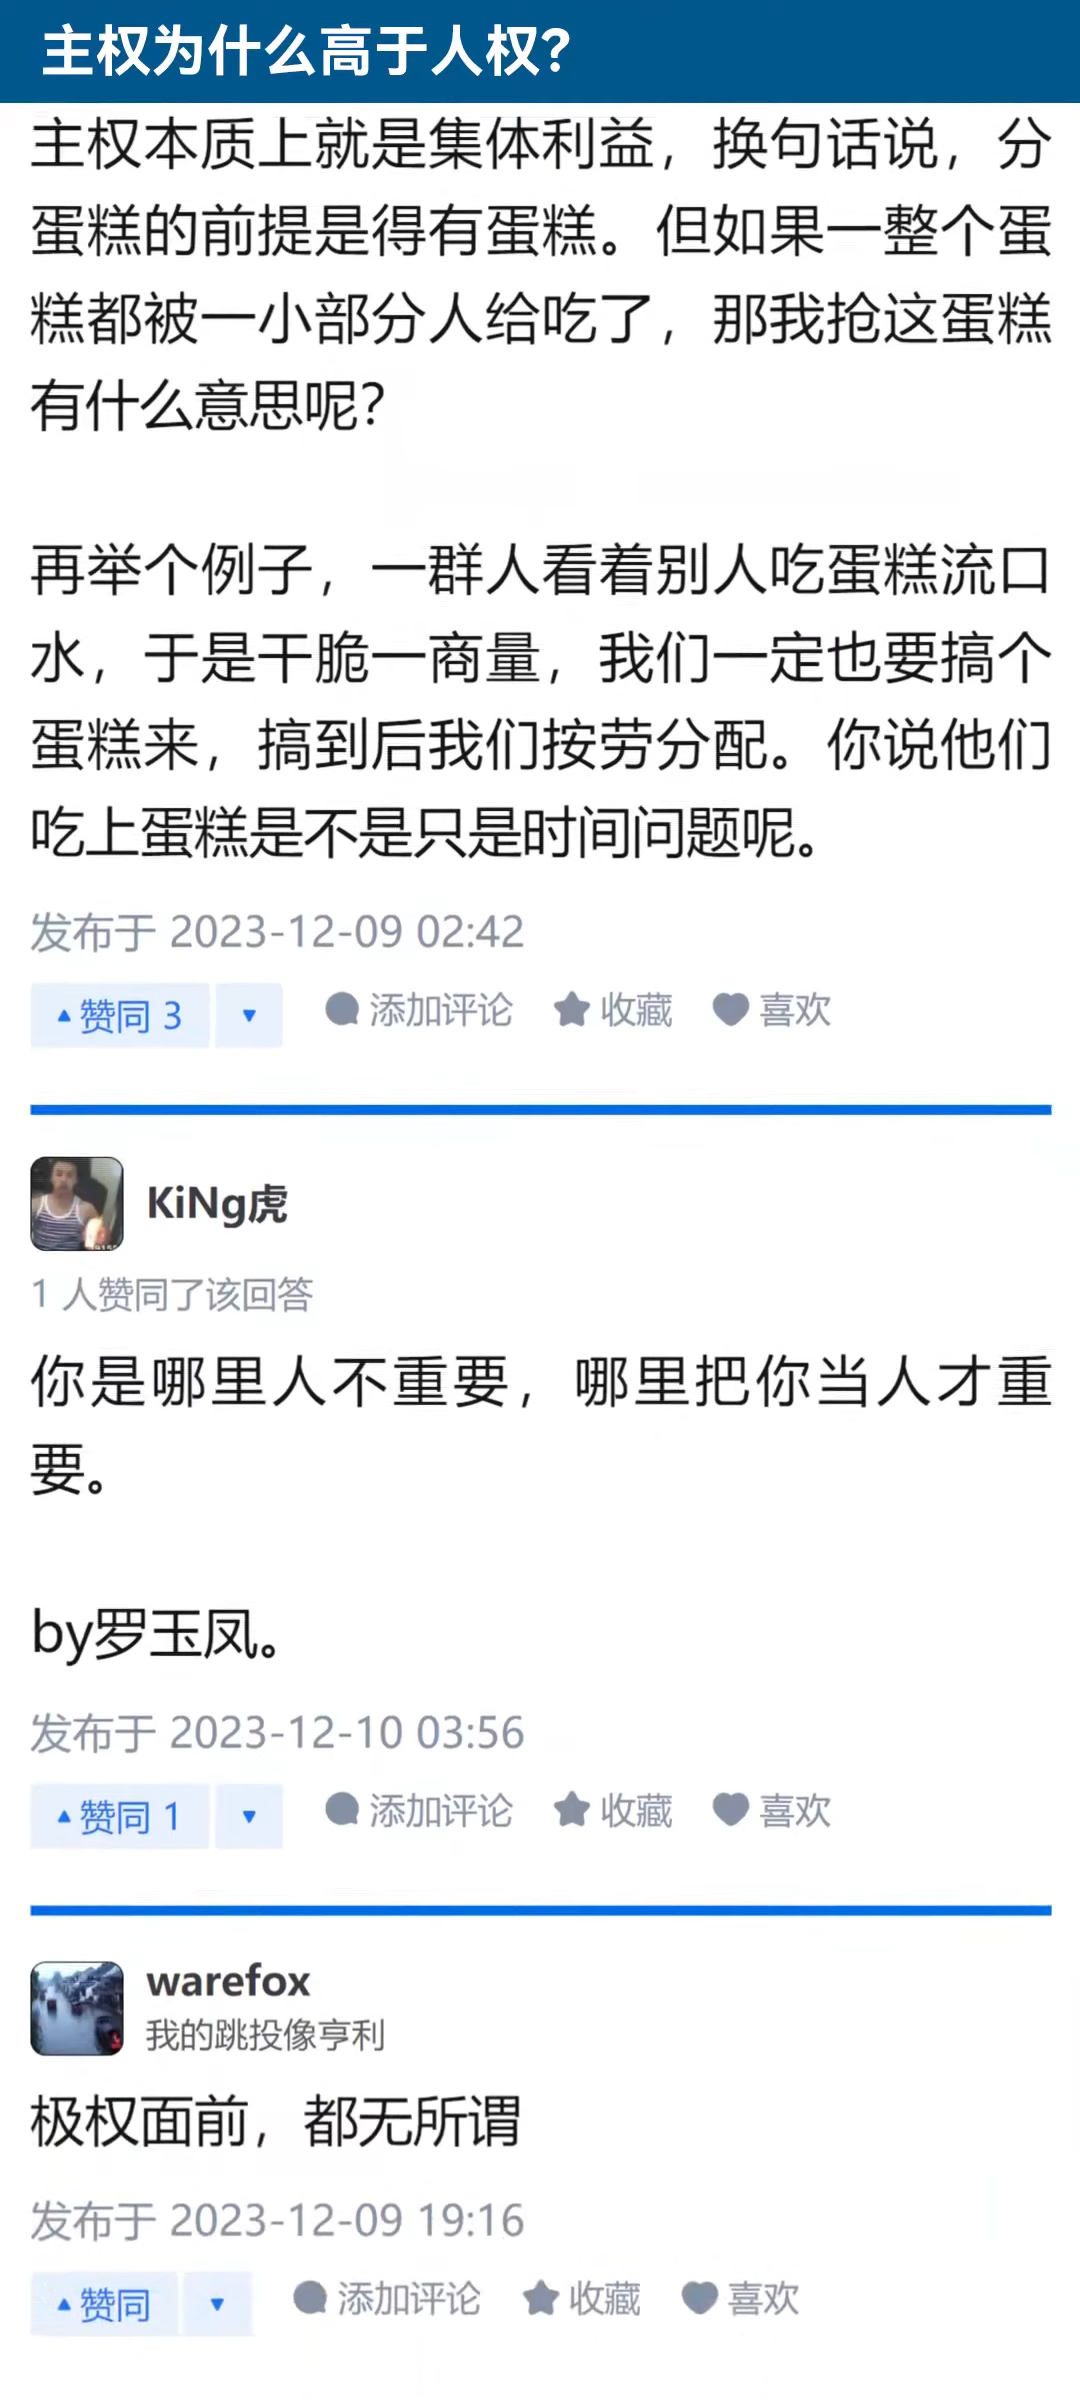 主权为什么高于人权?
主权本质上就是集体利益，换句话说，分
蛋糕的前提是得有蛋糕。但如果一整个蛋
糕都被一小部分人给吃了，那我抢这蛋糕
有什么意思呢?
再举个例子，一群人看着别人吃蛋糕流口
水，于是干脆一商量，我们一定也要搞个
蛋糕来，搞到后我们按劳分配。你说他们
吃上蛋糕是不是只是时间问题呢。
发布于 2023-12-09 02:42
赞同 3 添加评论 收藏 喜欢
KiNg虎
1 人赞同了该回答
你是哪里人不重要，哪里把你当人才重
要。
by罗玉凤。
发布于 2023-12-10 03:56
赞同 1 添加评论 收藏 喜欢
warefox
我的跳投像亨利
极权面前，都无所谓
发布于 2023-12-09 19:16
赞同 添加评论 收藏 喜欢